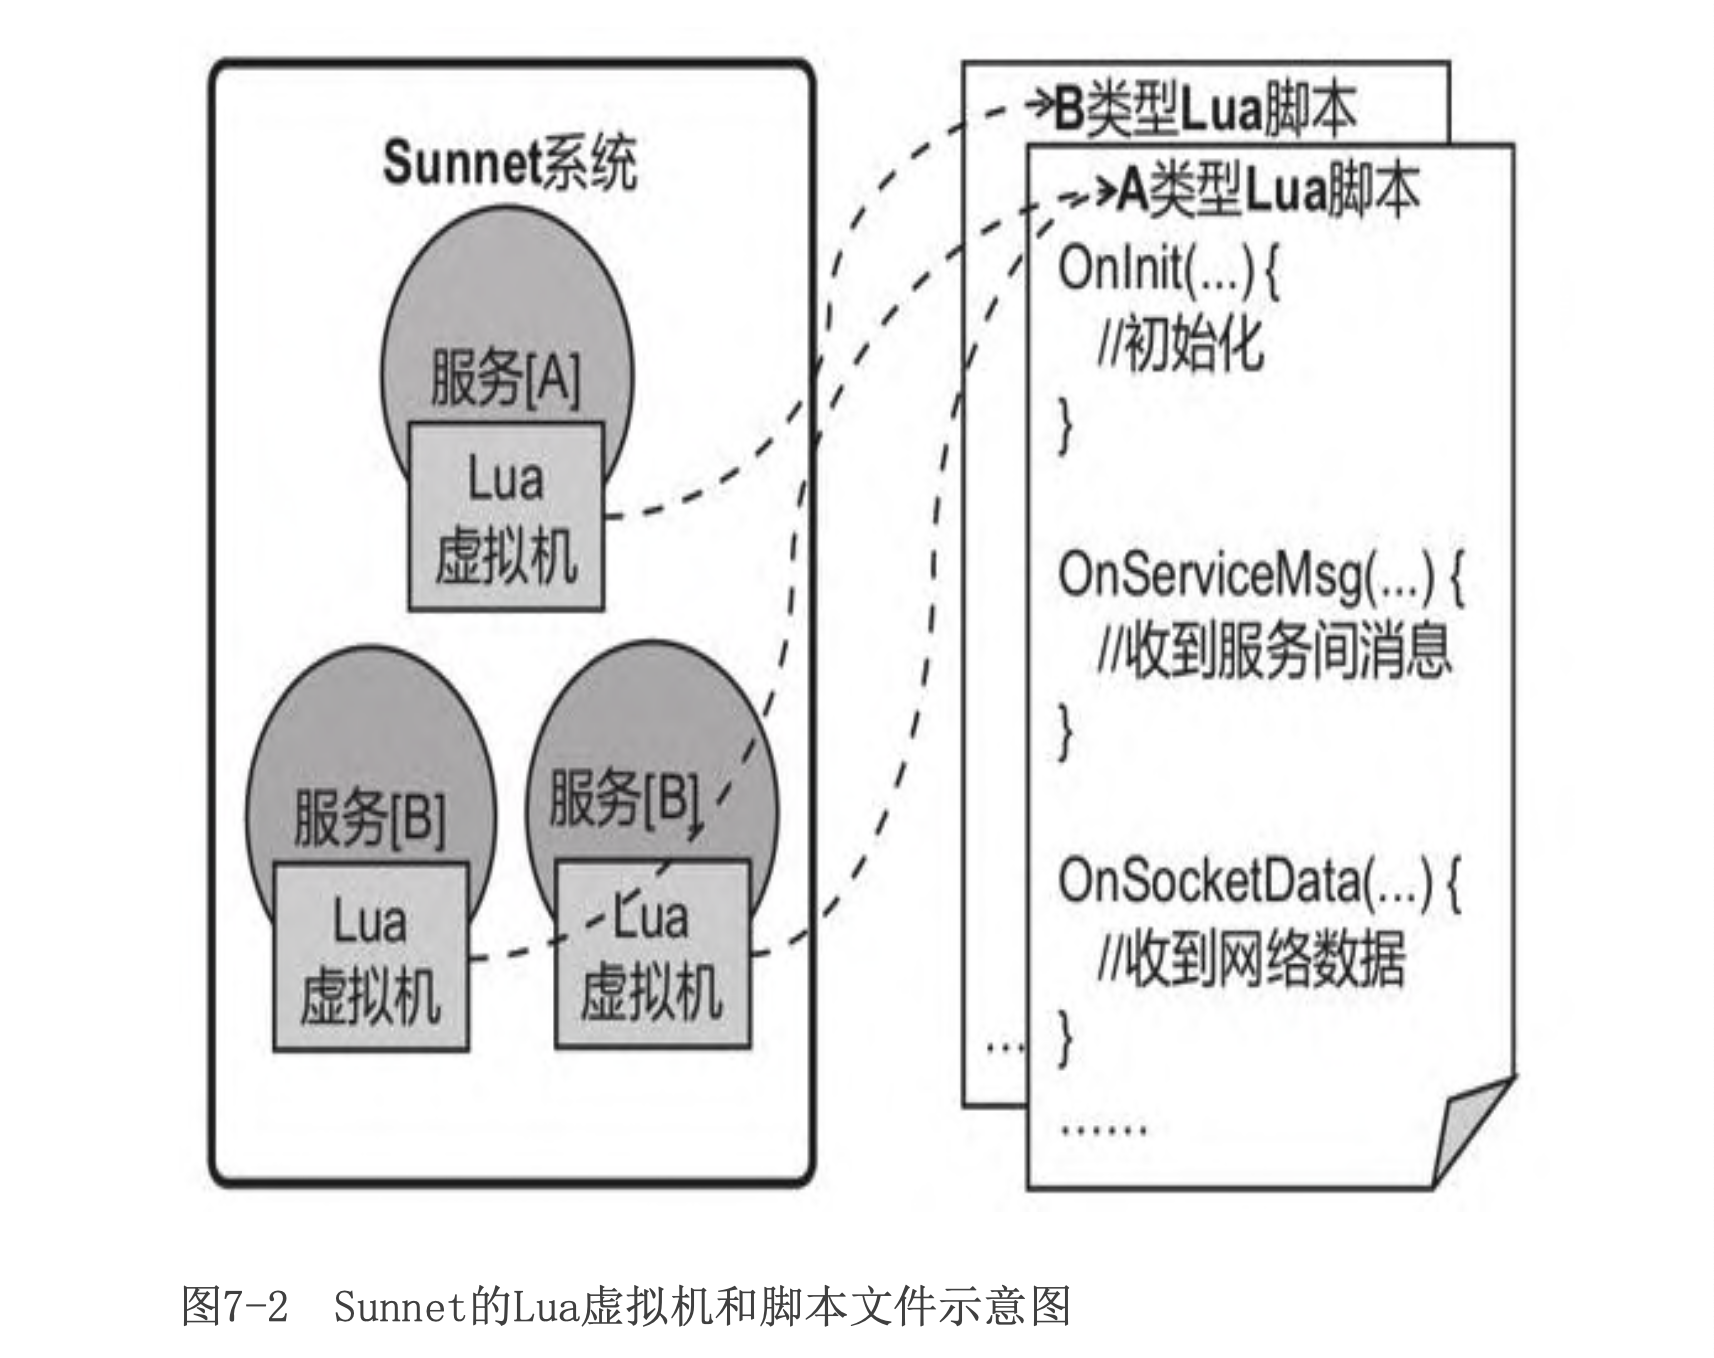 Sunnet系统
服务[A]
Lua
虚拟机
服务[B]
Lua
虚拟机
服务[B]
Lua
虚拟机
B类型Lua脚本
A类型Lua脚本
OnInit(...) {
//初始化
}
OnServiceMsg(...) {
//收到服务间消息
}
OnSocketData(...) {
//收到网络数据
}
...
......
图7-2 Sunnet的Lua虚拟机和脚本文件示意图